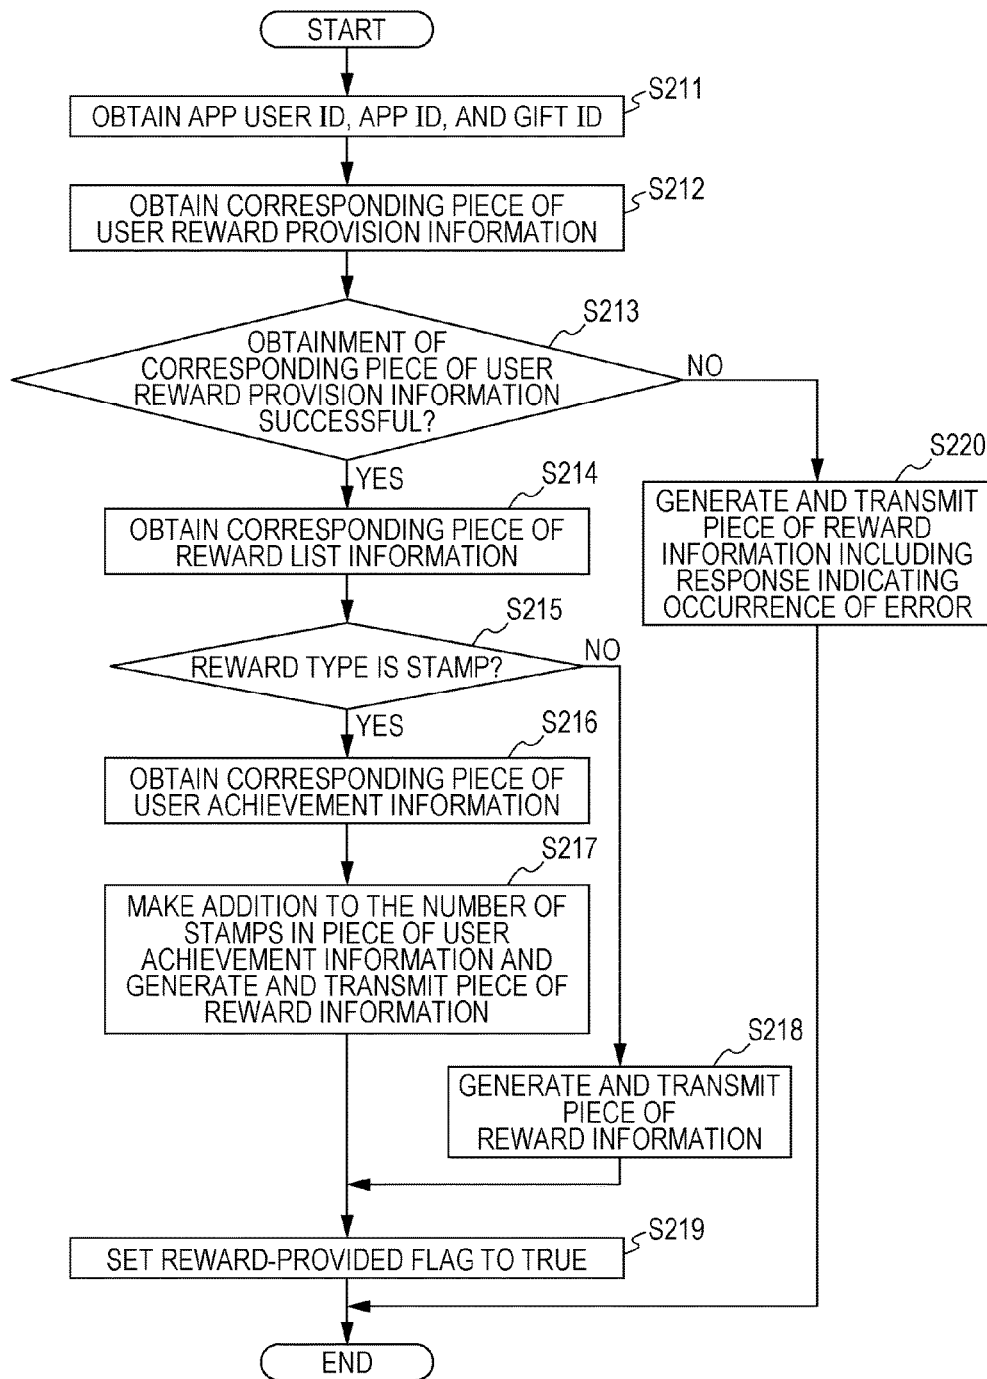 START
S211
OBTAIN APP USER ID, APP ID, AND GIFT ID
S212
OBTAIN CORRESPONDING PIECE OF
USER REWARD PROVISION INFORMATION
S213
OBTAINMENT OF
CORRESPONDING PIECE OF USER
REWARD PROVISION INFORMATION
SUCCESSFUL?
NO
YES
S220
GENERATE AND TRANSMIT
PIECE OF REWARD
INFORMATION INCLUDING
RESPONSE INDICATING
OCCURRENCE OF ERROR
S214
OBTAIN CORRESPONDING PIECE OF
REWARD LIST INFORMATION
S215
REWARD TYPE IS STAMP?
NO
YES
S216
OBTAIN CORRESPONDING PIECE OF
USER ACHIEVEMENT INFORMATION
S217
MAKE ADDITION TO THE NUMBER OF
STAMPS IN PIECE OF USER
ACHIEVEMENT INFORMATION AND
GENERATE AND TRANSMIT PIECE OF
REWARD INFORMATION
S218
GENERATE AND TRANSMIT
PIECE OF
REWARD INFORMATION
S219
SET REWARD-PROVIDED FLAG TO TRUE
END